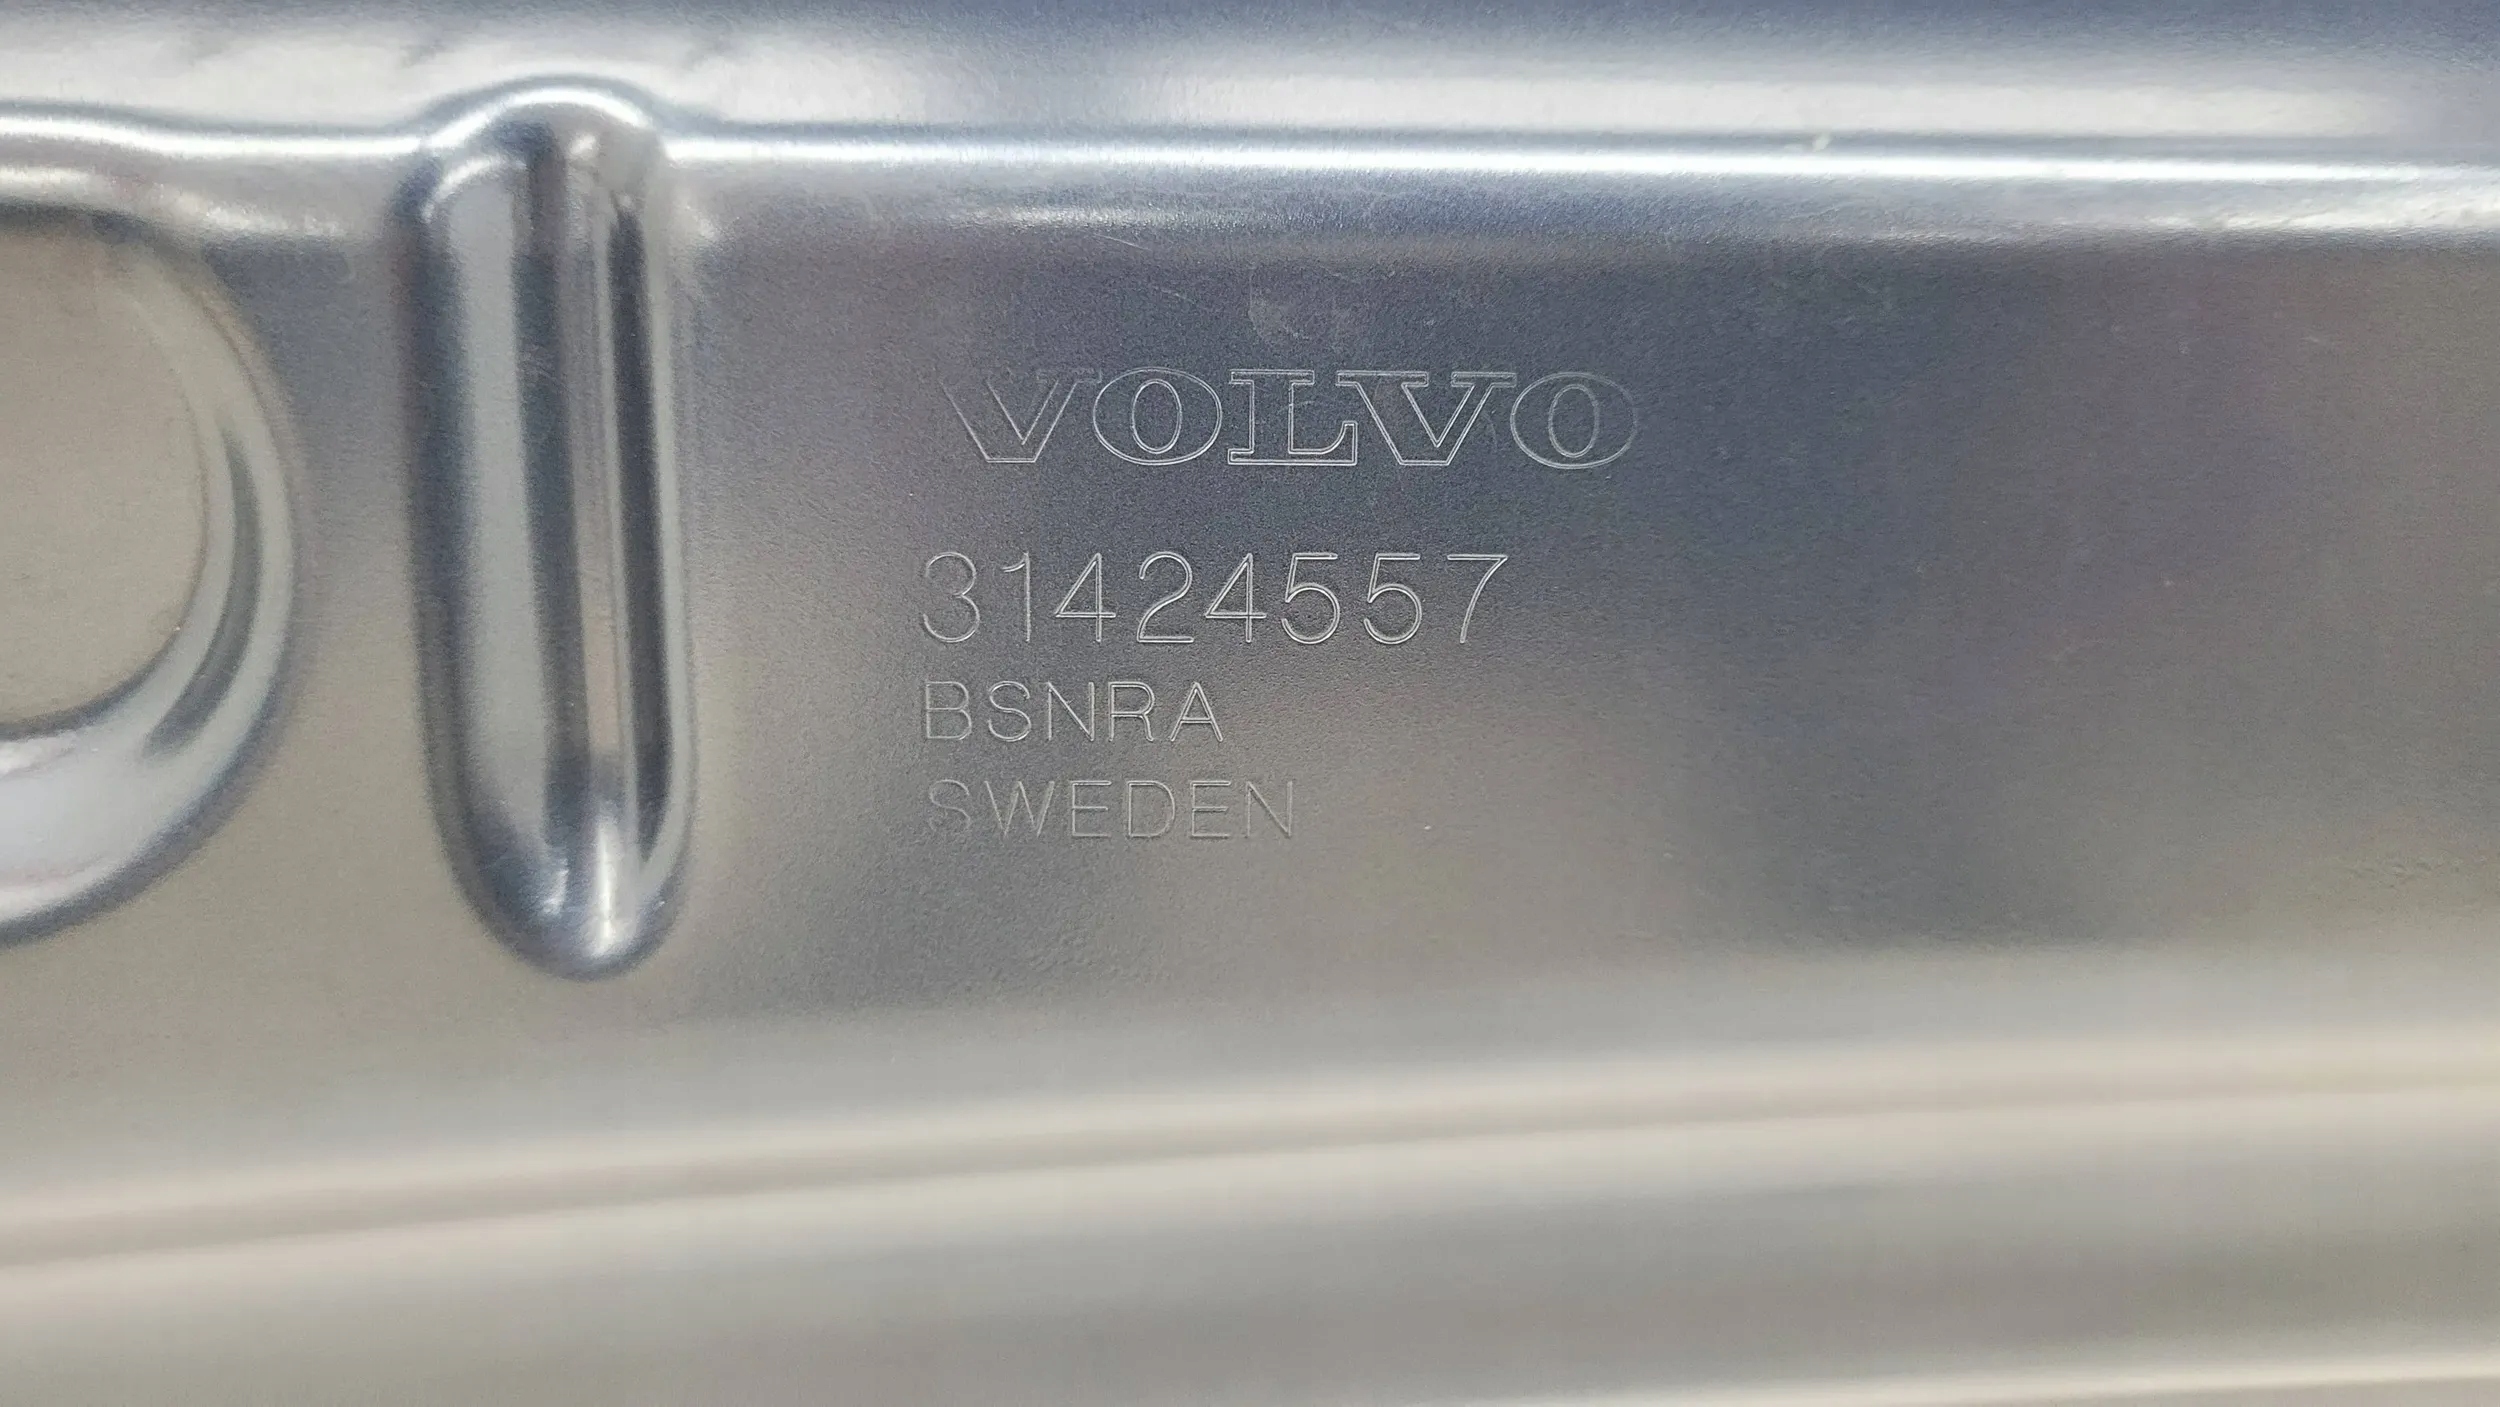 VOLVO
31424557
BSNRA
SWEDEN